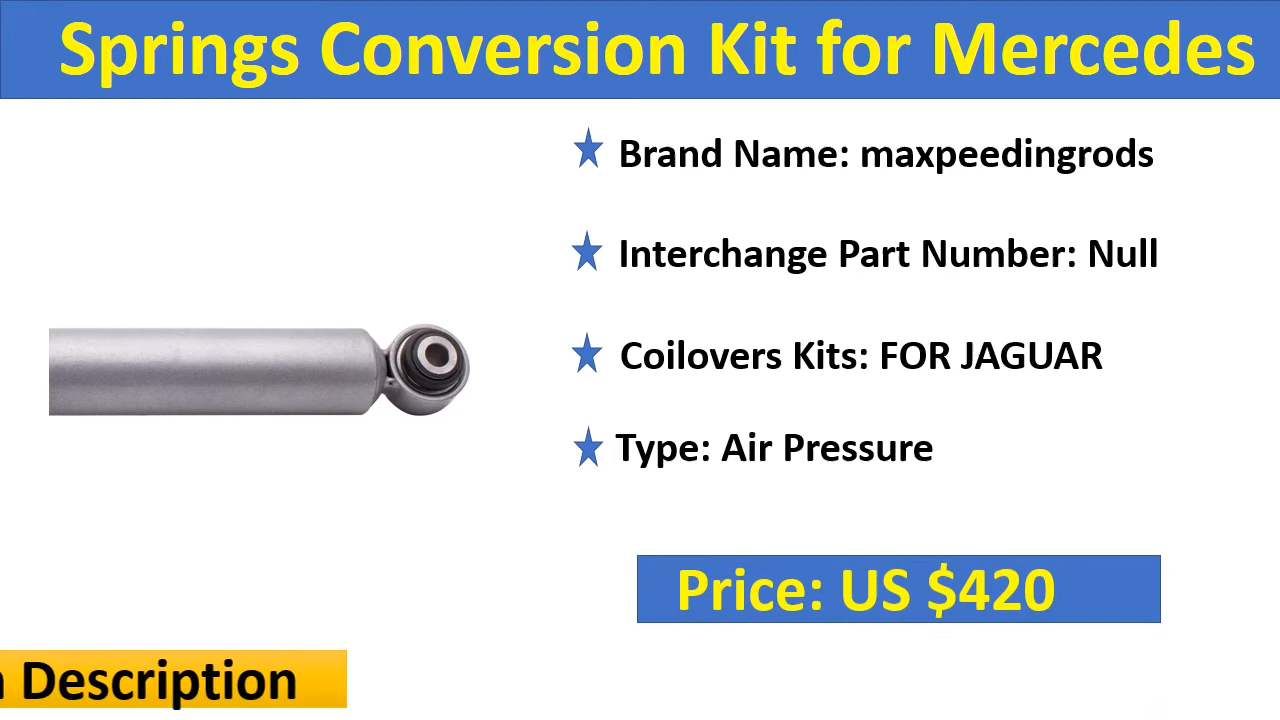 Springs Conversion Kit for Mercedes
Brand Name: maxpeedingrods
Interchange Part Number: Null
Coilovers Kits: FOR JAGUAR
Type: Air Pressure
Price: US $420
Description